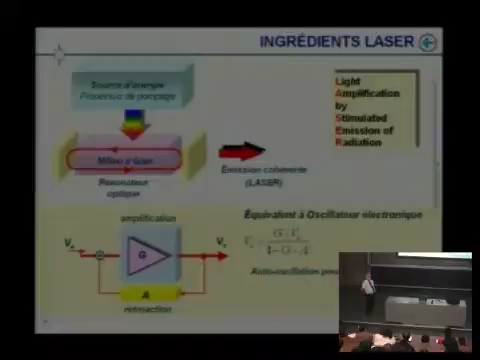 INGRÉDIENTS LASER
Source d'énergie
Processus de pompage
Light
Amplification
by
Stimulated
Emission of
Radiation
Milieu à Gain
Résonateur
optique
Émission cohérente
(LASER)
amplification
Équivalent à Oscillateur électronique
G
A
rétroaction